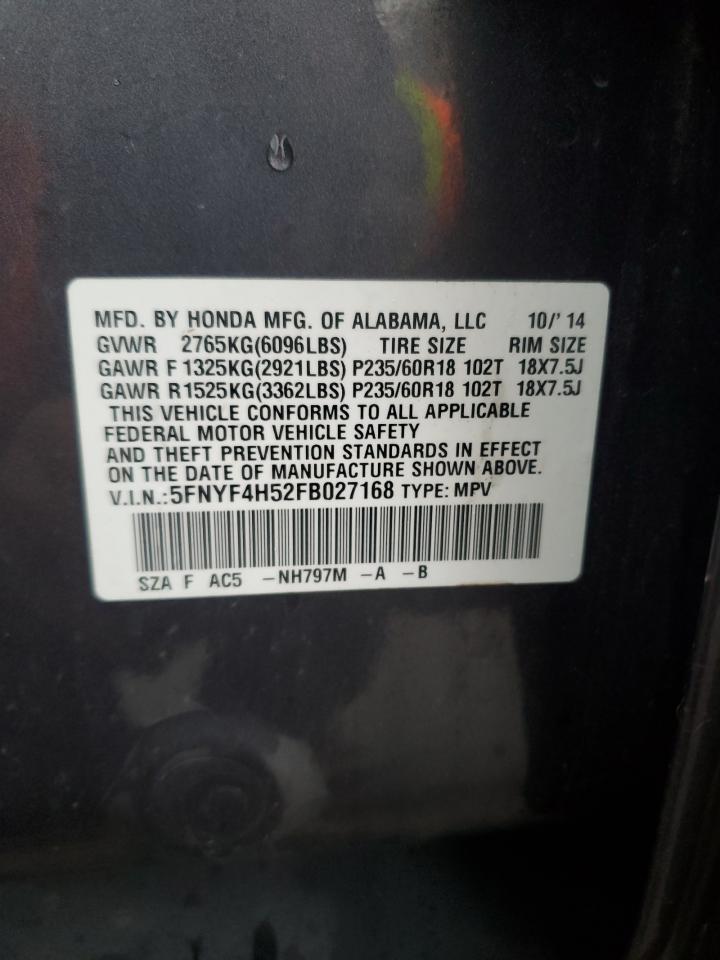 MFD. BY HONDA MFG. OF ALABAMA, LLC 10/'14
GVWR 2765KG(6096LBS) TIRE SIZE RIM SIZE
GAWR F 1325KG(2921LBS) P235/60R18 102T 18X7.5J
GAWR R1525KG(3362LBS) P235/60R18 102T 18X7.5J
THIS VEHICLE CONFORMS TO ALL APPLICABLE
FEDERAL MOTOR VEHICLE SAFETY
AND THEFT PREVENTION STANDARDS IN EFFECT
ON THE DATE OF MANUFACTURE SHOWN ABOVE.
V.I.N.:5FNYF4H52FB027168 TYPE: MPV
SZA F AC5 -NH797M -A -B